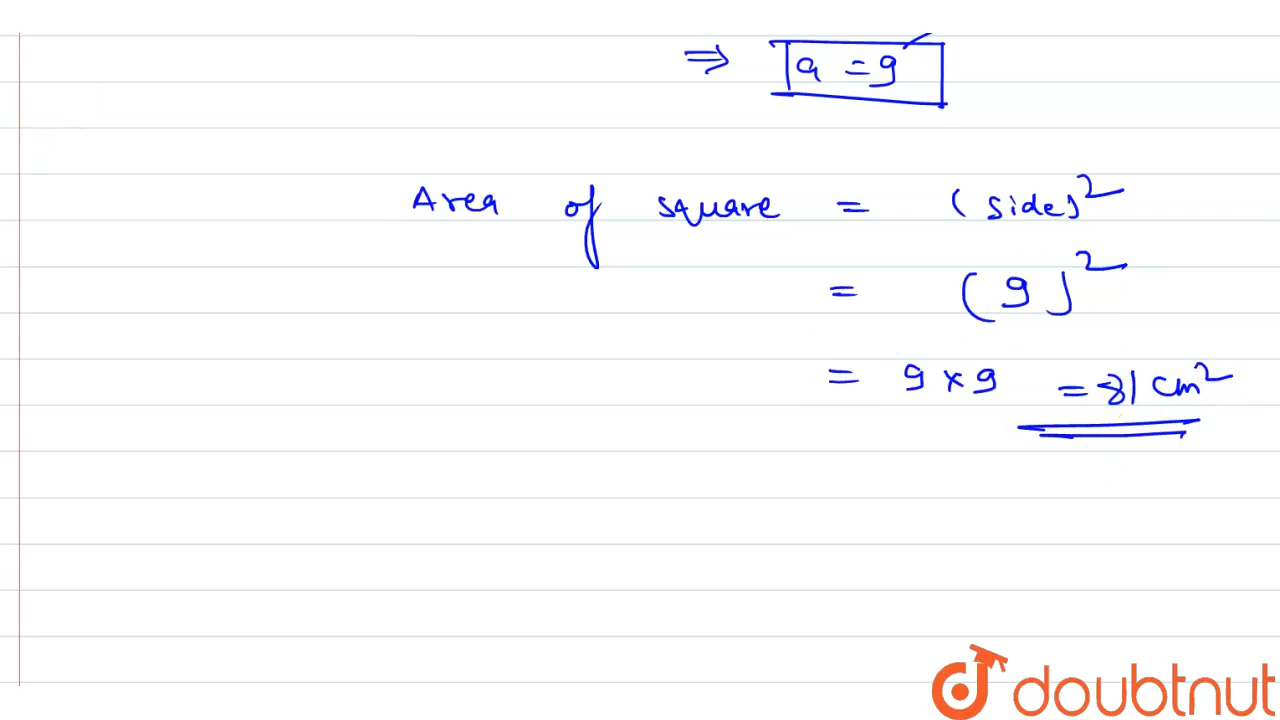 ⇒ a = 9
Area of square = (side)²
= (9)²
= 9 × 9 = 81 cm²
doubtnut